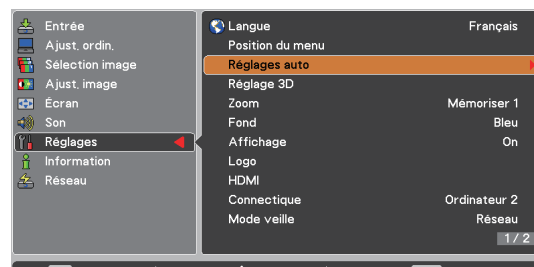 Entrée
Ajust. ordin.
Sélection image
Ajust. image
Écran
Son
Réglages
Information
Réseau
Langue Français
Position du menu
Réglages auto
Réglage 3D
Zoom Mémoriser 1
Fond Bleu
Affichage On
Logo
HDMI
Connectique Ordinateur 2
Mode veille Réseau
1 / 2